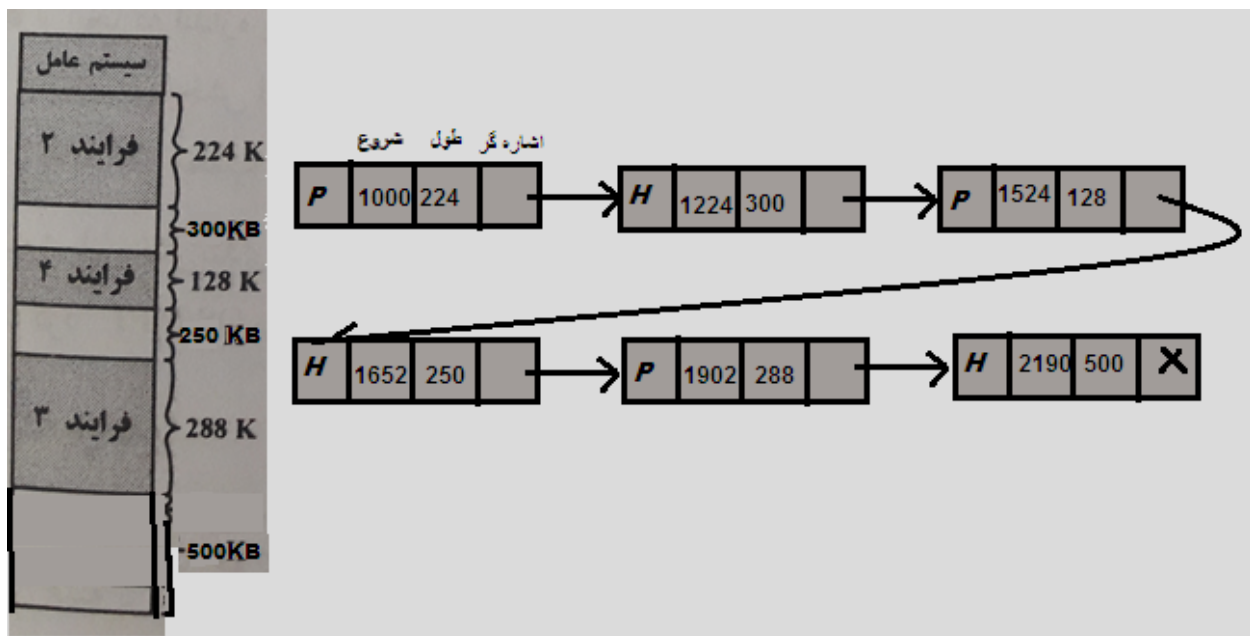 سیستم عامل
فرایند ۲
224 K
300KB
فرایند ۴
128 K
250 KB
فرایند ۳
288 K
500KB
شروع طول اشاره گر
P 1000 224
H 1224 300
P 1524 128
H 1652 250
P 1902 288
H 2190 500 X